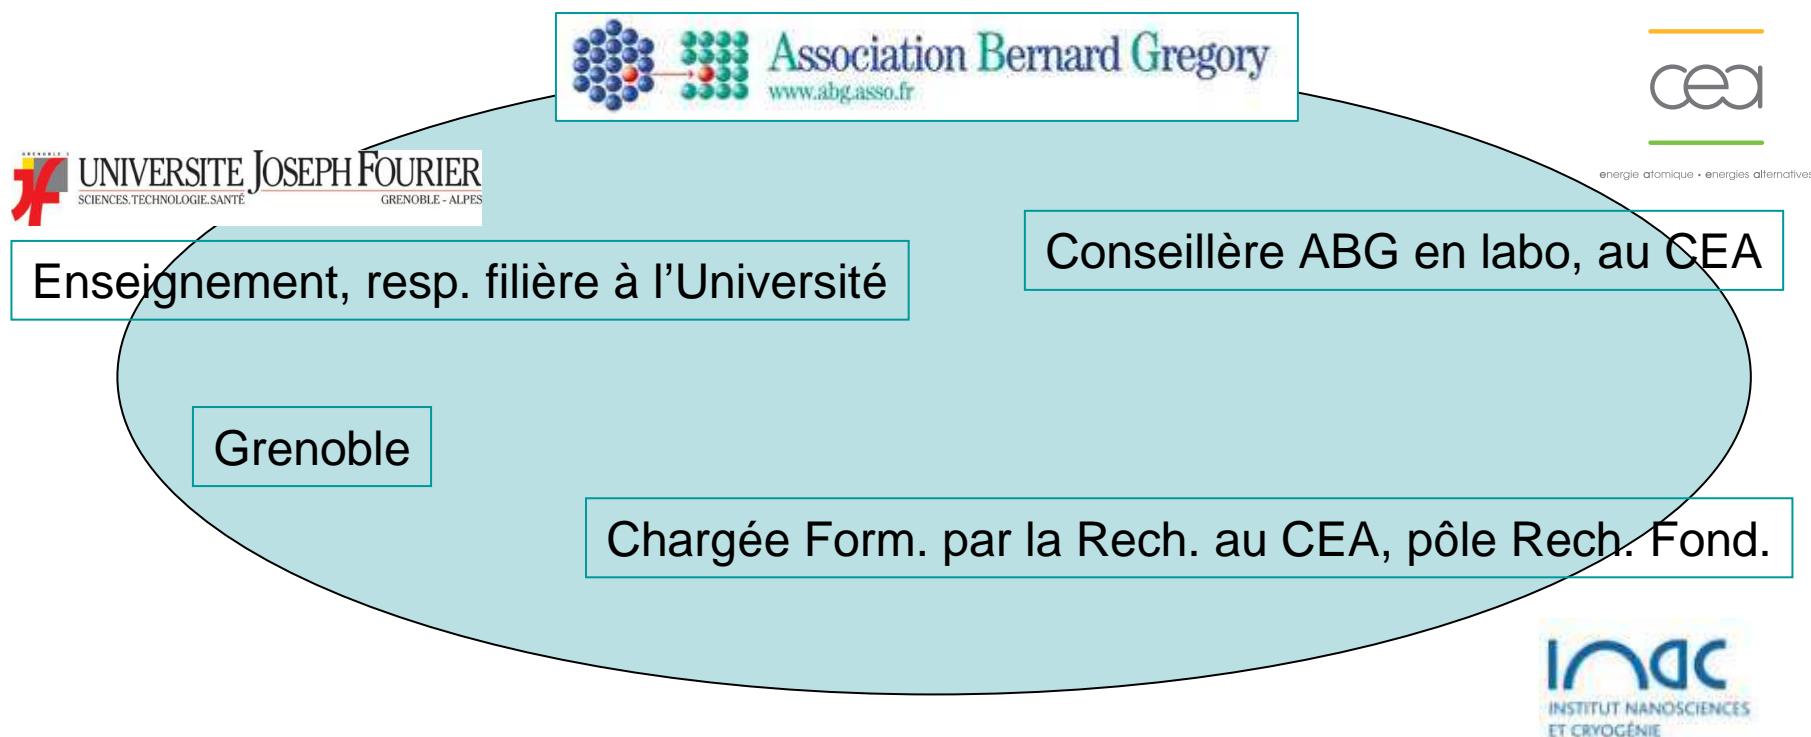 Association Bernard Gregory
www.abg.asso.fr
cea
energie atomique • energies alternatives
GRENOBLE 1
UNIVERSITE JOSEPH FOURIER
SCIENCES. TECHNOLOGIE. SANTÉ
GRENOBLE - ALPES
Conseillère ABG en labo, au CEA
Enseignement, resp. filière à l’Université
Grenoble
Chargée Form. par la Rech. au CEA, pôle Rech. Fond.
inac
INSTITUT NANOSCIENCES
ET CRYOGÉNIE